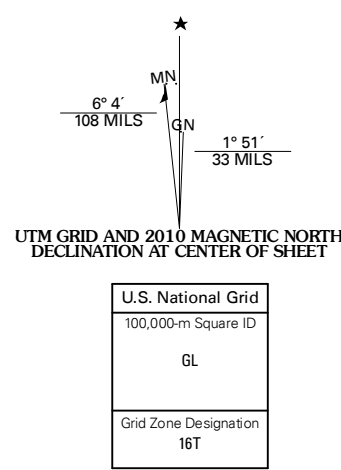 ★
MN.
6° 4´
108 MILS
GN
1° 51´
33 MILS
UTM GRID AND 2010 MAGNETIC NORTH
DECLINATION AT CENTER OF SHEET
U.S. National Grid
100,000-m Square ID
GL
Grid Zone Designation
16T